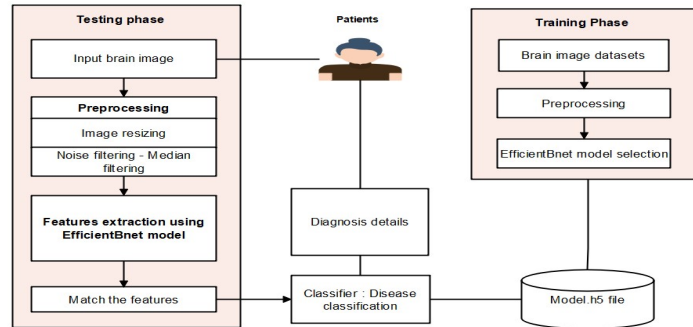 Testing phase
Input brain image
Preprocessing
Image resizing
Noise filtering - Median
filtering
Features extraction using
EfficientBnet model
Match the features
Patients
Diagnosis details
Classifier : Disease
classification
Training Phase
Brain image datasets
Preprocessing
EfficientBnet model selection
Model.h5 file